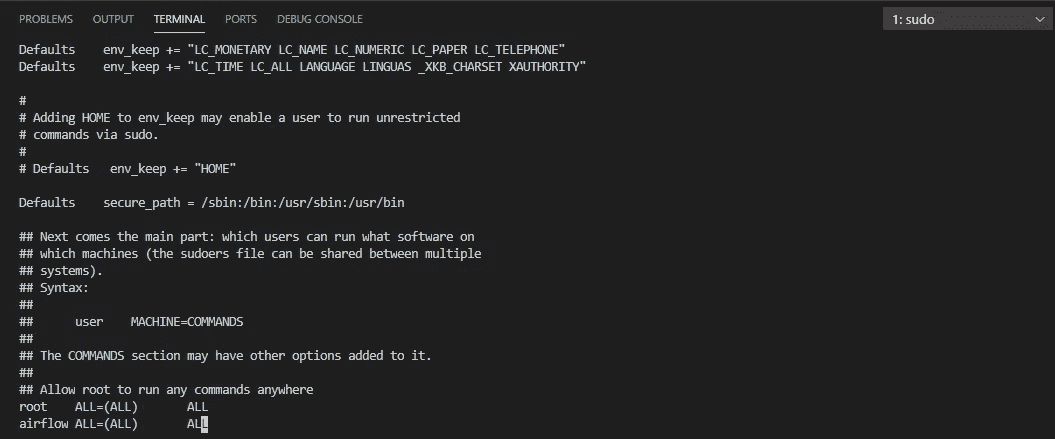 PROBLEMS OUTPUT TERMINAL PORTS DEBUG CONSOLE 1: sudo
Defaults    env_keep += "LC_MONETARY LC_NAME LC_NUMERIC LC_PAPER LC_TELEPHONE"
Defaults    env_keep += "LC_TIME LC_ALL LANGUAGE LINGUAS _XKB_CHARSET XAUTHORITY"
#
# Adding HOME to env_keep may enable a user to run unrestricted
# commands via sudo.
#
# Defaults   env_keep += "HOME"
Defaults    secure_path = /sbin:/bin:/usr/sbin:/usr/bin
## Next comes the main part: which users can run what software on
## which machines (the sudoers file can be shared between multiple
## systems).
## Syntax:
##
##      user    MACHINE=COMMANDS
##
## The COMMANDS section may have other options added to it.
##
## Allow root to run any commands anywhere
root    ALL=(ALL)       ALL
airflow ALL=(ALL)       ALL